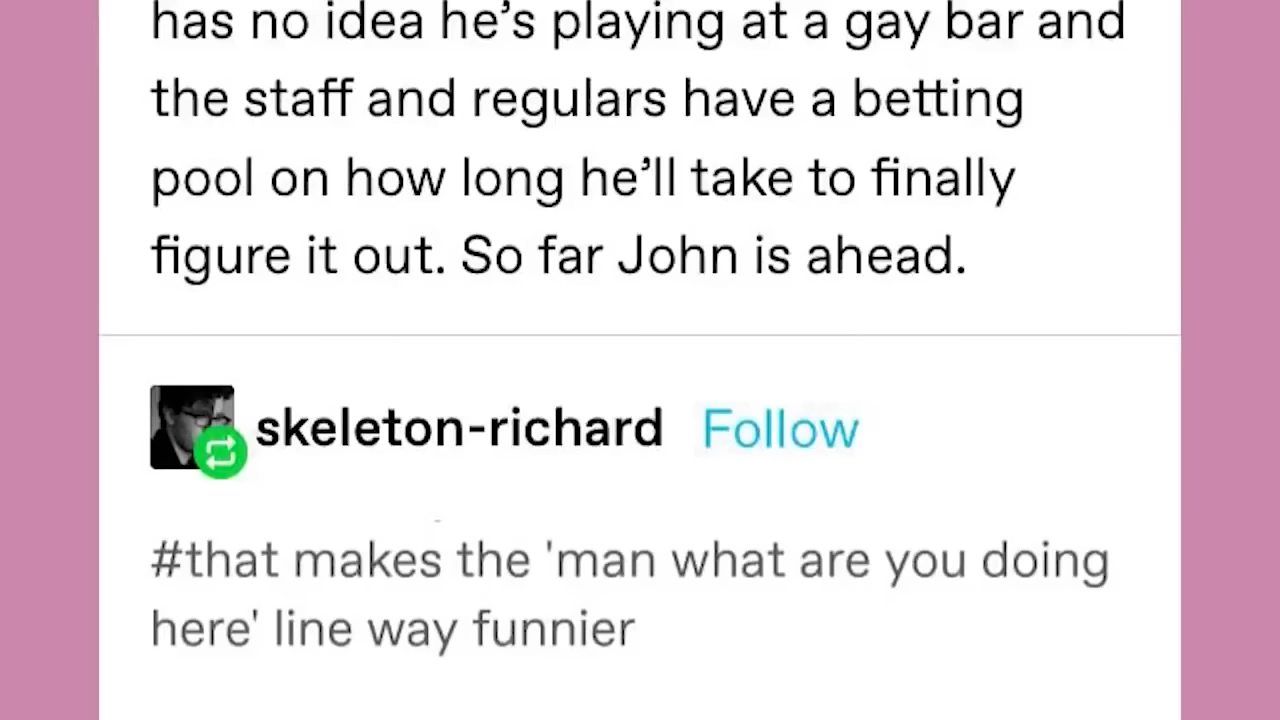 has no idea he’s playing at a gay bar and
the staff and regulars have a betting
pool on how long he’ll take to finally
figure it out. So far John is ahead.
skeleton-richard Follow
#that makes the 'man what are you doing
here' line way funnier